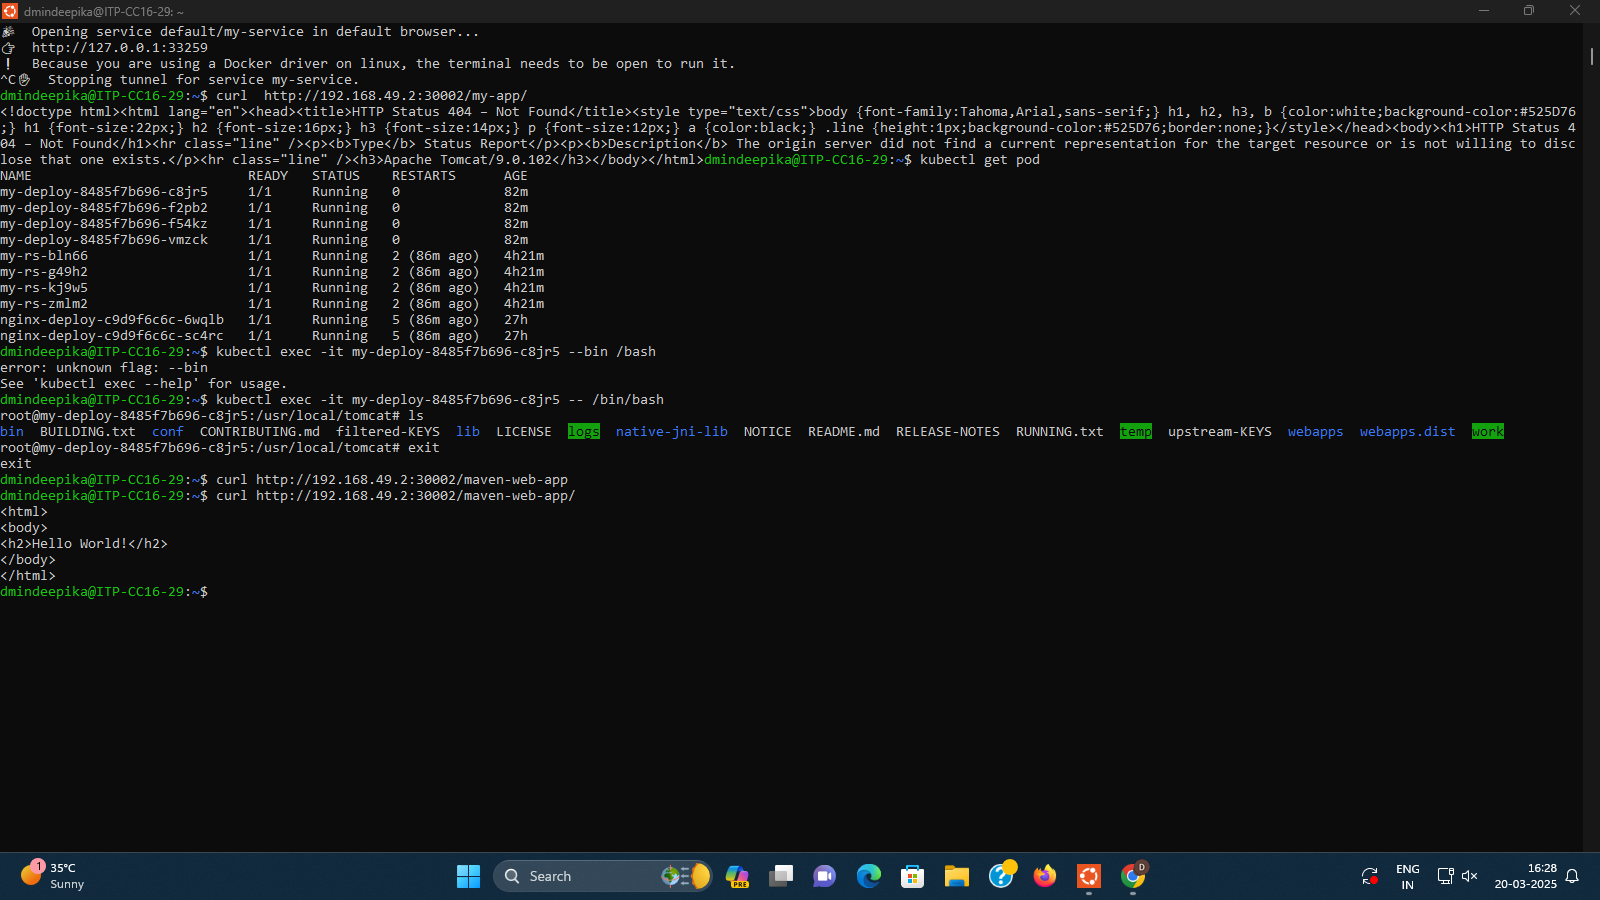 dmindeepika@ITP-CC16-29: ~
Opening service default/my-service in default browser...
http://127.0.0.1:33259
! Because you are using a Docker driver on linux, the terminal needs to be open to run it.
^C Stopping tunnel for service my-service.
dmindeepika@ITP-CC16-29:~$ curl  http://192.168.49.2:30002/my-app/
<!doctype html><html lang="en"><head><title>HTTP Status 404 – Not Found</title><style type="text/css">body {font-family:Tahoma,Arial,sans-serif;} h1, h2, h3, b {color:white;background-color:#525D76
;} h1 {font-size:22px;} h2 {font-size:16px;} h3 {font-size:14px;} p {font-size:12px;} a {color:black;} .line {height:1px;background-color:#525D76;border:none;}</style></head><body><h1>HTTP Status 4
04 – Not Found</h1><hr class="line" /><p><b>Type</b> Status Report</p><p><b>Description</b> The origin server did not find a current representation for the target resource or is not willing to disc
lose that one exists.</p><hr class="line" /><h3>Apache Tomcat/9.0.102</h3></body></html>dmindeepika@ITP-CC16-29:~$ kubectl get pod
NAME READY STATUS RESTARTS AGE
my-deploy-8485f7b696-c8jr5 1/1 Running 0 82m
my-deploy-8485f7b696-f2pb2 1/1 Running 0 82m
my-deploy-8485f7b696-f54kz 1/1 Running 0 82m
my-deploy-8485f7b696-vmzck 1/1 Running 0 82m
my-rs-bln66 1/1 Running 2 (86m ago) 4h21m
my-rs-g49h2 1/1 Running 2 (86m ago) 4h21m
my-rs-kj9w5 1/1 Running 2 (86m ago) 4h21m
my-rs-zmlm2 1/1 Running 2 (86m ago) 4h21m
nginx-deploy-c9d9f6c6c-6wqlb 1/1 Running 5 (86m ago) 27h
nginx-deploy-c9d9f6c6c-sc4rc 1/1 Running 5 (86m ago) 27h
dmindeepika@ITP-CC16-29:~$ kubectl exec -it my-deploy-8485f7b696-c8jr5 --bin /bash
error: unknown flag: --bin
See 'kubectl exec --help' for usage.
dmindeepika@ITP-CC16-29:~$ kubectl exec -it my-deploy-8485f7b696-c8jr5 -- /bin/bash
root@my-deploy-8485f7b696-c8jr5:/usr/local/tomcat# ls
bin BUILDING.txt conf CONTRIBUTING.md filtered-KEYS lib LICENSE logs native-jni-lib NOTICE README.md RELEASE-NOTES RUNNING.txt temp upstream-KEYS webapps webapps.dist work
root@my-deploy-8485f7b696-c8jr5:/usr/local/tomcat# exit
exit
dmindeepika@ITP-CC16-29:~$ curl http://192.168.49.2:30002/maven-web-app
dmindeepika@ITP-CC16-29:~$ curl http://192.168.49.2:30002/maven-web-app/
<html>
<body>
<h2>Hello World!</h2>
</body>
</html>
dmindeepika@ITP-CC16-29:~$
1
35°C
Sunny
Search
PRE
D
ENG
IN
16:28
20-03-2025